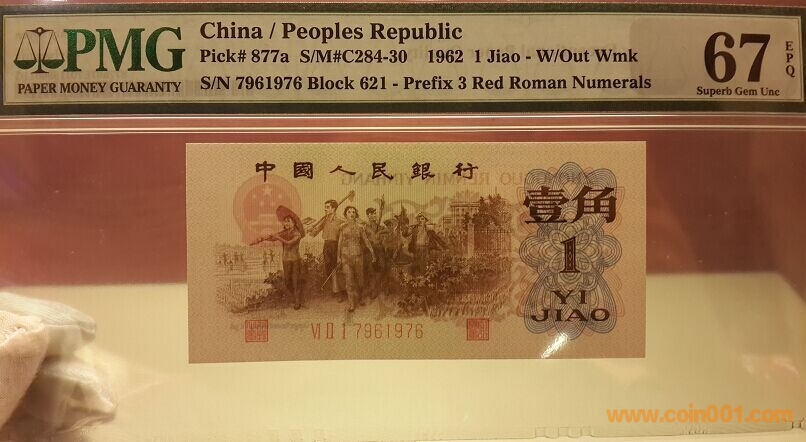 PMG
PAPER MONEY GUARANTY
China / Peoples Republic
Pick# 877a S/M#C284-30 1962 1 Jiao - W/Out Wmk
S/N 7961976 Block 621 - Prefix 3 Red Roman Numerals
67
EPQ
Superb Gem Unc
中國人民銀行
壹角
1
YI
JIAO
VI II I 7961976
www.coin001.com